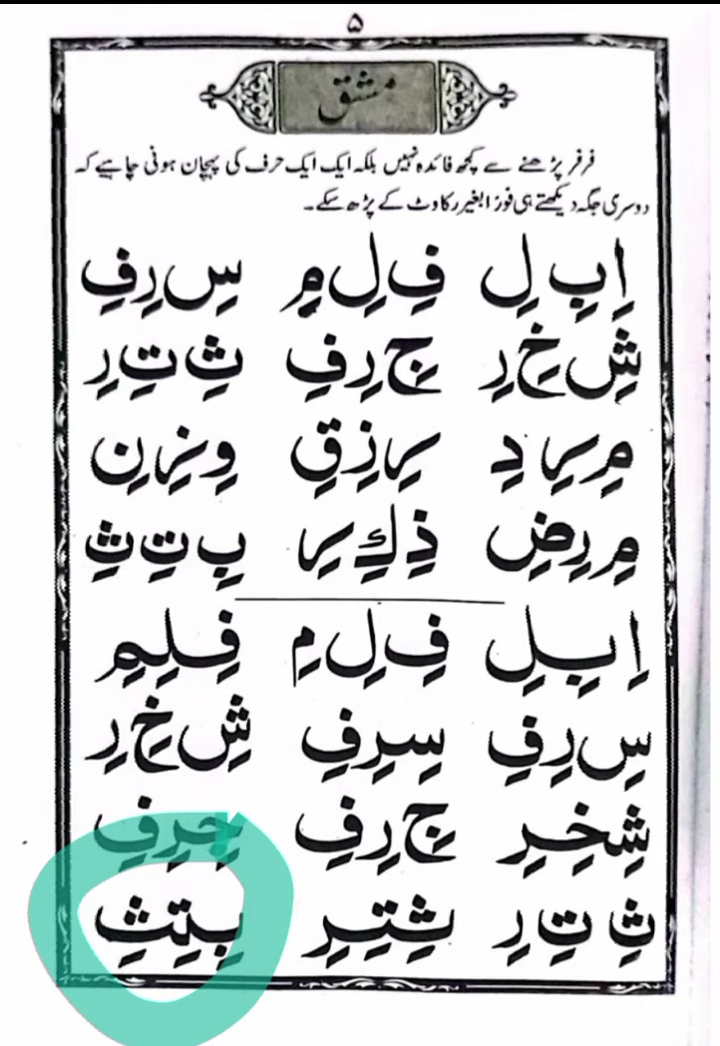 ۵
مشق
فرفر پڑھنے سے کچھ فائدہ نہیں بلکہ ایک ایک حرف کی پہچان ہونی چاہیے کہ
دوسری جگہ دیکھتے ہی فوراً بغیر رکاوٹ کے پڑھ سکے۔
اِ بِ لِ فِ لِ مِ سِ رِ فِ
شِ خِ رِ جِ رِ فِ ثِ تِ رِ
مِ رِ دِ رِ زِ قِ وِ زِ نِ
مِ رِ ضِ ذِ كِ رِ بِ تِ ثِ
اِبِلِ فِ لِ مِ فِلِمِ
سِ رِ فِ سِرِفِ شِ خِ رِ
شِخِرِ جِ رِ فِ جِرِفِ
ثِ تِ رِ ثِتِرِ بِتِثِ